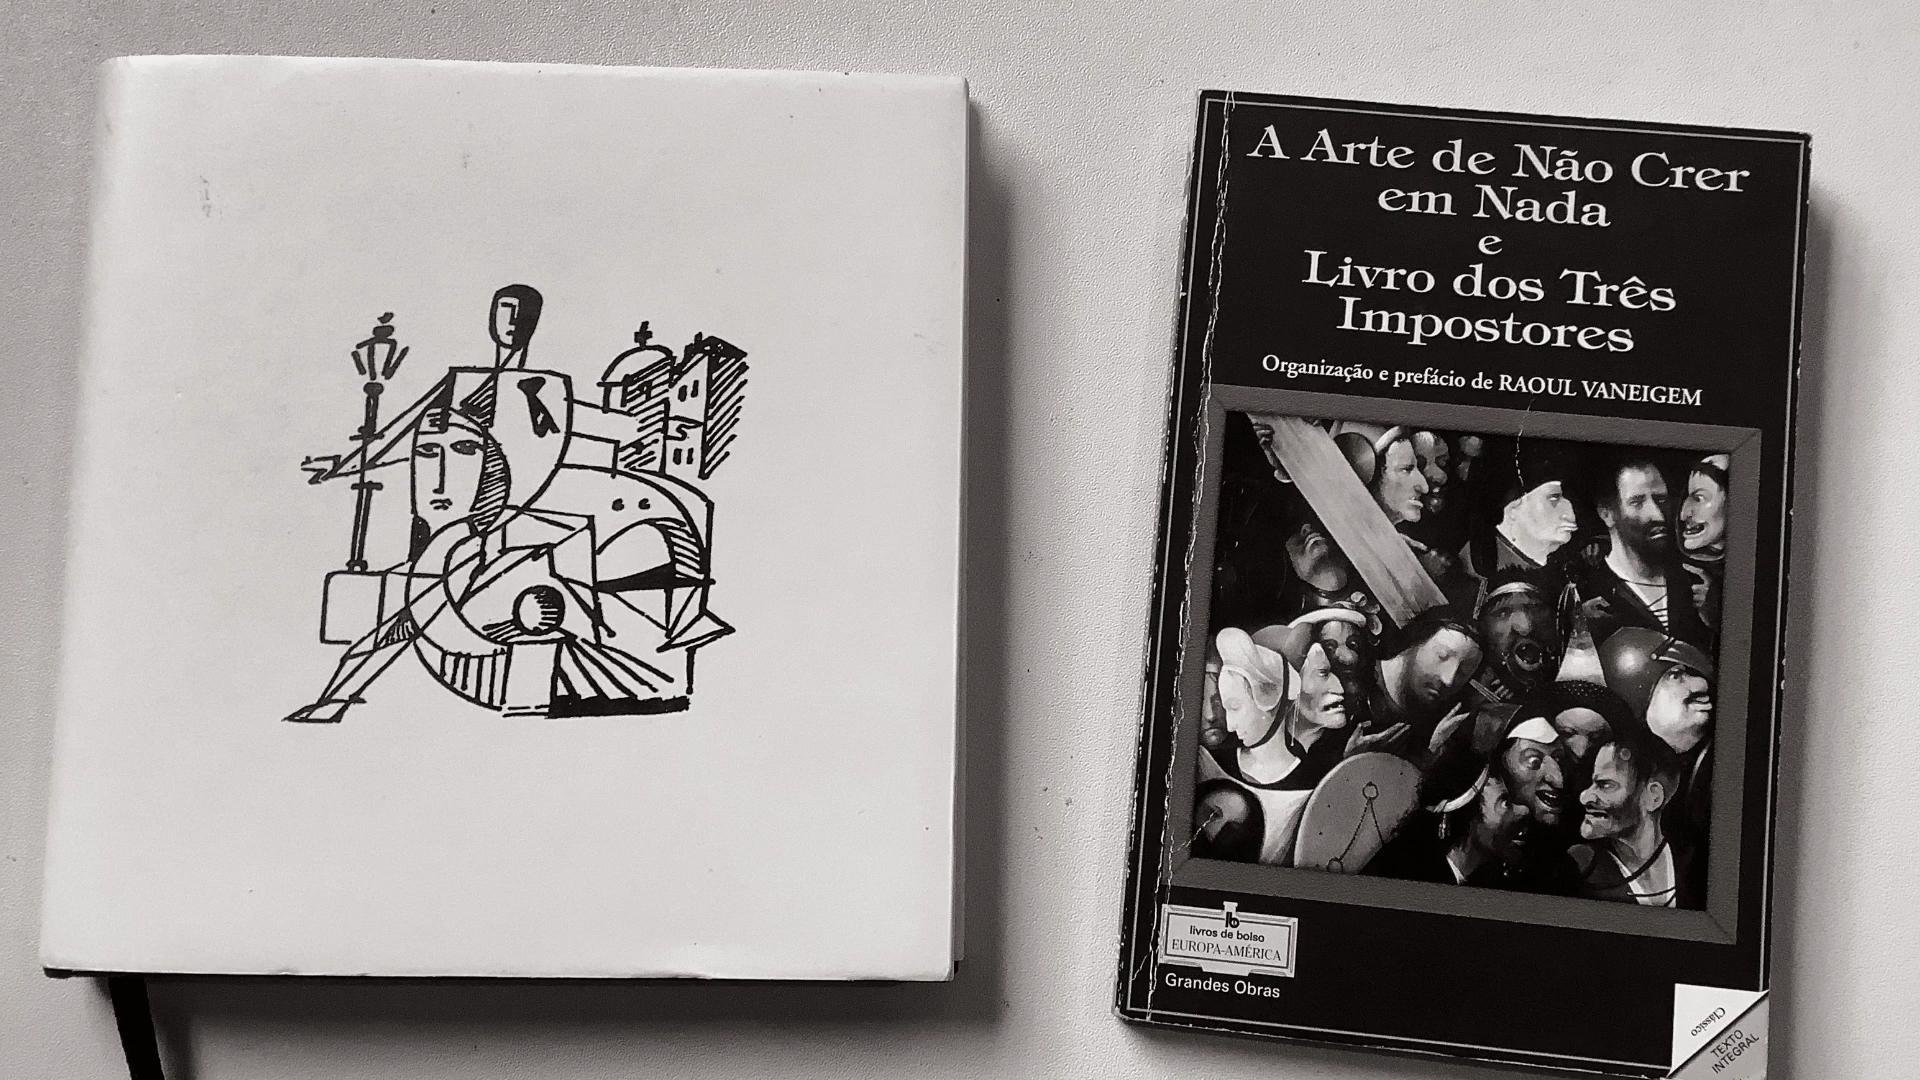 A Arte de Não Crer
em Nada
e
Livro dos Três
Impostores
Organização e prefácio de RAOUL VANEIGEM
lb
livros de bolso
EUROPA-AMÉRICA
Grandes Obras
Clássico
TEXTO
INTEGRAL